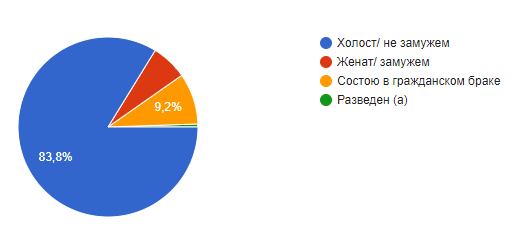 Холост/ не замужем
Женат/ замужем
Состою в гражданском браке
Разведен (а)
9,2%
83,8%